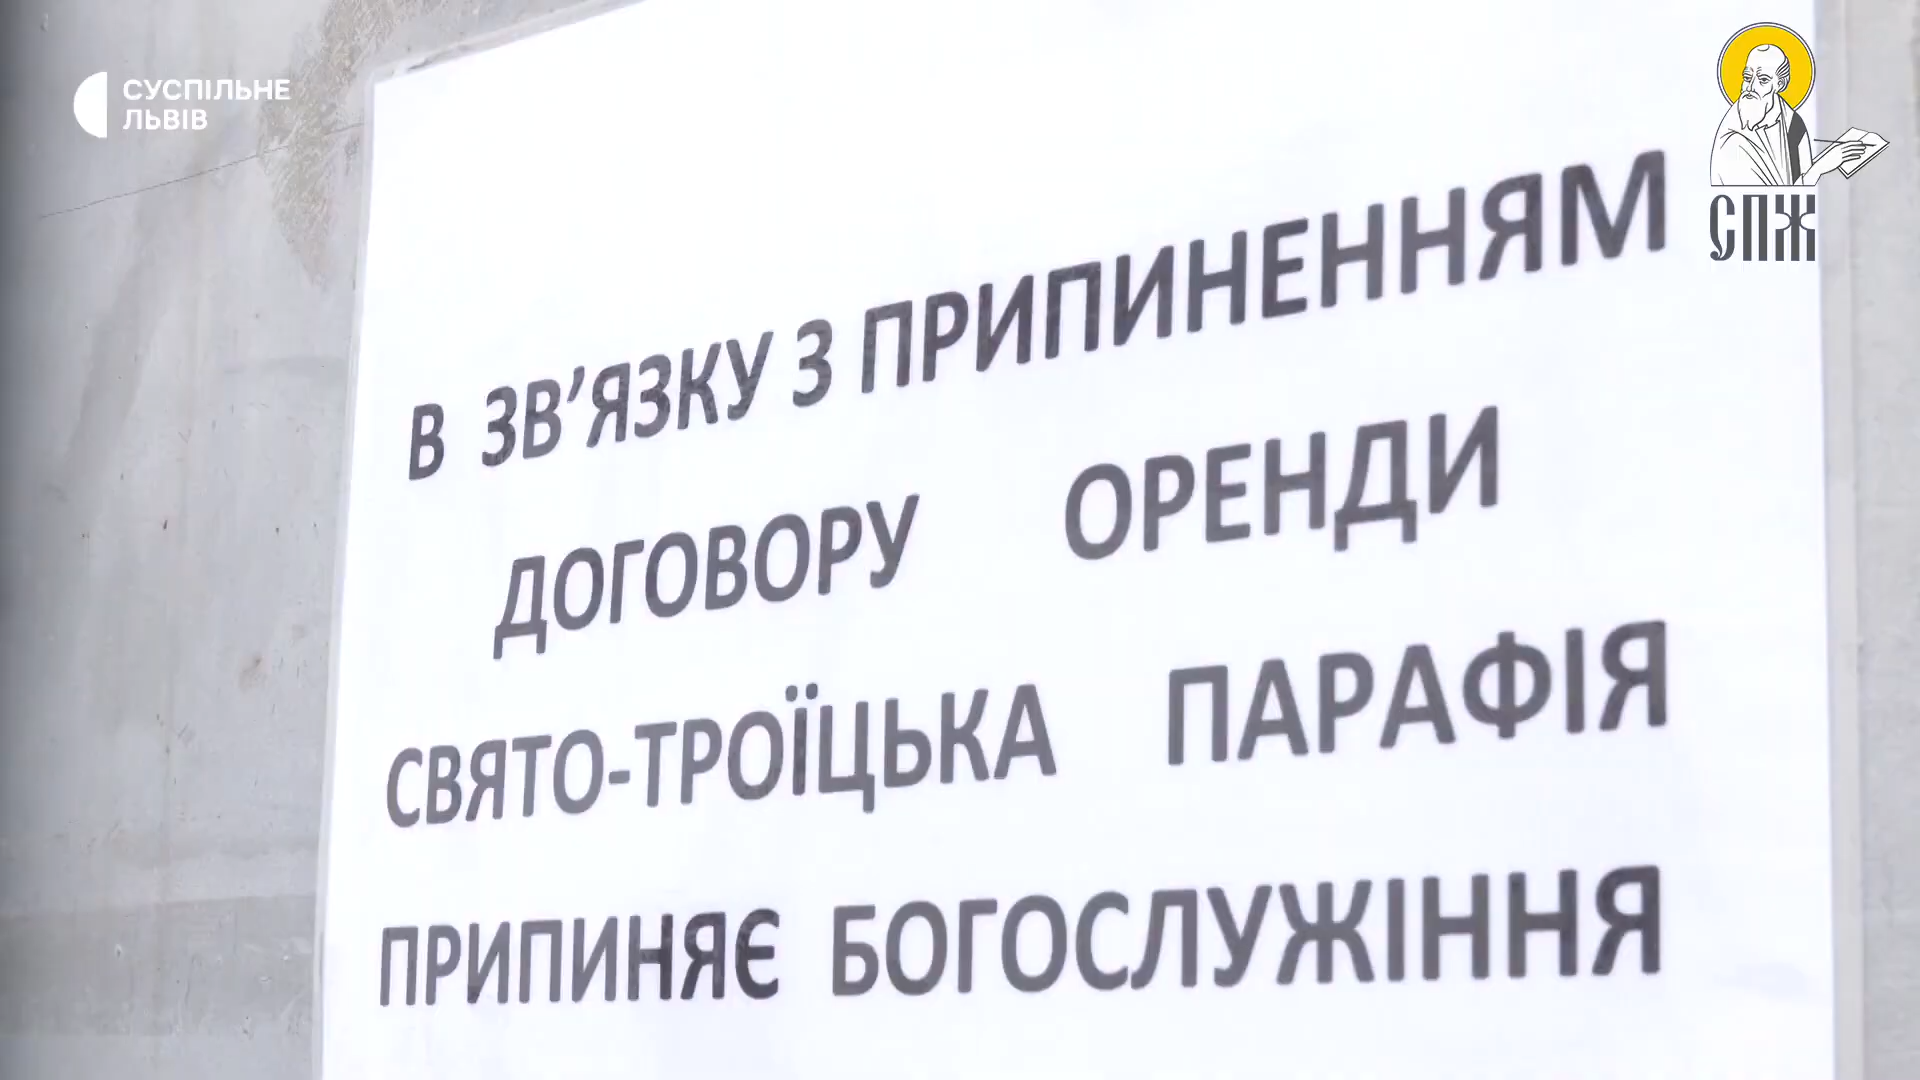 СУСПІЛЬНЕ
ЛЬВІВ
СПЖ
В ЗВ’ЯЗКУ З ПРИПИНЕННЯМ
ДОГОВОРУ ОРЕНДИ
СВЯТО-ТРОЇЦЬКА ПАРАФІЯ
ПРИПИНЯЄ БОГОСЛУЖІННЯ